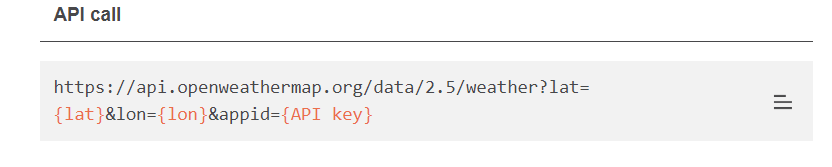 API call
https://api.openweathermap.org/data/2.5/weather?lat=
{lat}&lon={lon}&appid={API key}